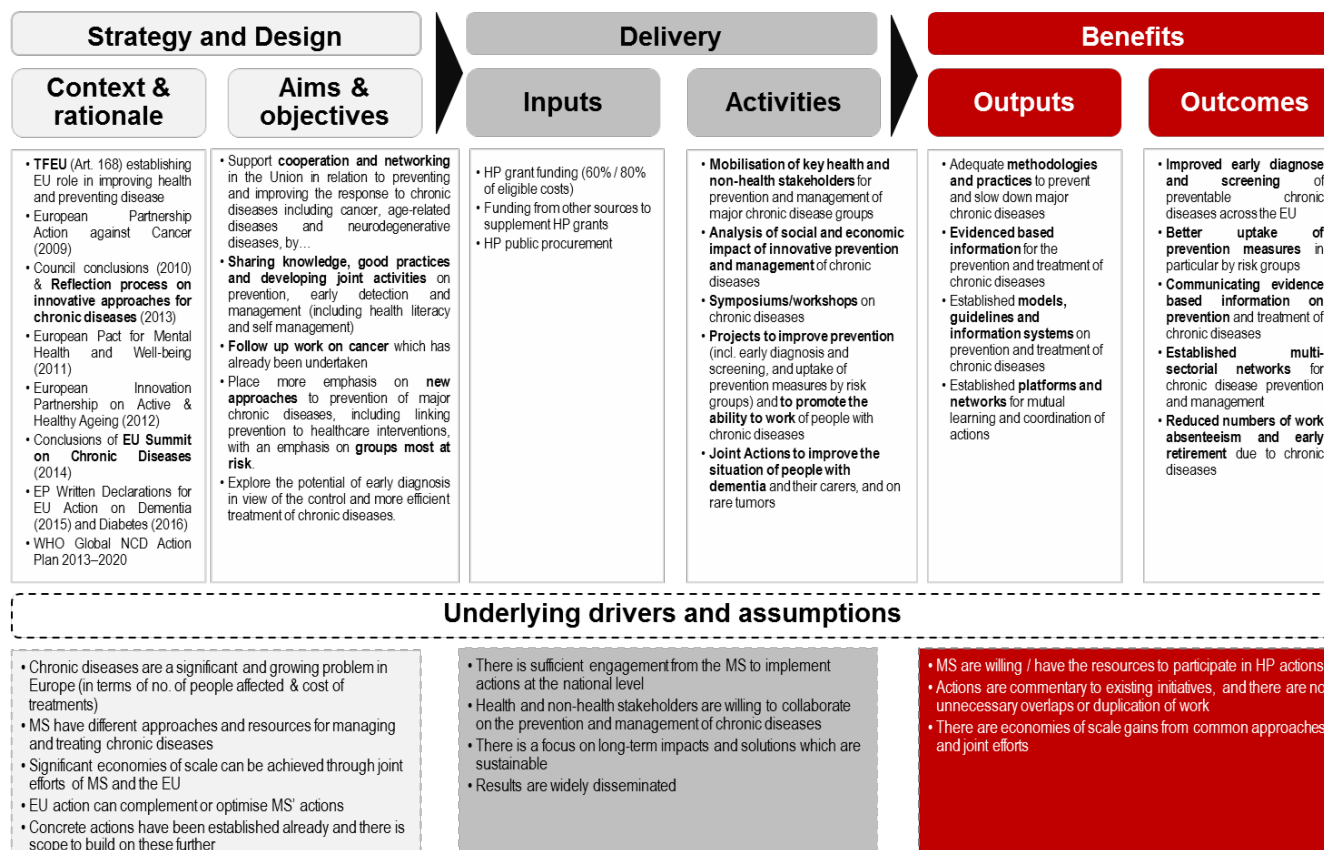 Strategy and Design
Delivery
Benefits
Context &
rationale
Aims &
objectives
Inputs
Activities
Outputs
Outcomes
• TFEU (Art. 168) establishing
EU role in improving health
and preventing disease
• European Partnership
Action against Cancer
(2009)
• Council conclusions (2010)
& Reflection process on
innovative approaches for
chronic diseases (2013)
• European Pact for Mental
Health and Well-being
(2011)
• European Innovation
Partnership on Active &
Healthy Ageing (2012)
• Conclusions of EU Summit
on Chronic Diseases
(2014)
• EP Written Declarations for
EU Action on Dementia
(2015) and Diabetes (2016)
• WHO Global NCD Action
Plan 2013–2020
• Support cooperation and networking
in the Union in relation to preventing
and improving the response to chronic
diseases including cancer, age-related
diseases and neurodegenerative
diseases, by…
• Sharing knowledge, good practices
and developing joint activities on
prevention, early detection and
management (including health literacy
and self management)
• Follow up work on cancer which has
already been undertaken
• Place more emphasis on new
approaches to prevention of major
chronic diseases, including linking
prevention to healthcare interventions,
with an emphasis on groups most at
risk.
• Explore the potential of early diagnosis
in view of the control and more efficient
treatment of chronic diseases.
• HP grant funding (60% / 80%
of eligible costs)
• Funding from other sources to
supplement HP grants
• HP public procurement
• Mobilisation of key health and
non-health stakeholders for
prevention and management of
major chronic disease groups
• Analysis of social and economic
impact of innovative prevention
and management of chronic
diseases
• Symposiums/workshops on
chronic diseases
• Projects to improve prevention
(incl. early diagnosis and
screening, and uptake of
prevention measures by risk
groups) and to promote the
ability to work of people with
chronic diseases
• Joint Actions to improve the
situation of people with
dementia and their carers, and on
rare tumors
• Adequate methodologies
and practices to prevent
and slow down major
chronic diseases
• Evidenced based
information for the
prevention and treatment of
chronic diseases
• Established models,
guidelines and
information systems on
prevention and treatment of
chronic diseases
• Established platforms and
networks for mutual
learning and coordination of
actions
• Improved early diagnose
and screening of
preventable chronic
diseases across the EU
• Better uptake of
prevention measures in
particular by risk groups
• Communicating evidence
based information on
prevention and treatment of
chronic diseases
• Established multi-
sectorial networks for
chronic disease prevention
and management
• Reduced numbers of work
absenteeism and early
retirement due to chronic
diseases
Underlying drivers and assumptions
• Chronic diseases are a significant and growing problem in
Europe (in terms of no. of people affected & cost of
treatments)
• MS have different approaches and resources for managing
and treating chronic diseases
• Significant economies of scale can be achieved through joint
efforts of MS and the EU
• EU action can complement or optimise MS' actions
• Concrete actions have been established already and there is
scope to build on these further
• There is sufficient engagement from the MS to implement
actions at the national level
• Health and non-health stakeholders are willing to collaborate
on the prevention and management of chronic diseases
• There is a focus on long-term impacts and solutions which are
sustainable
• Results are widely disseminated
• MS are willing / have the resources to participate in HP actions
• Actions are commentary to existing initiatives, and there are no
unnecessary overlaps or duplication of work
• There are economies of scale gains from common approaches
and joint efforts